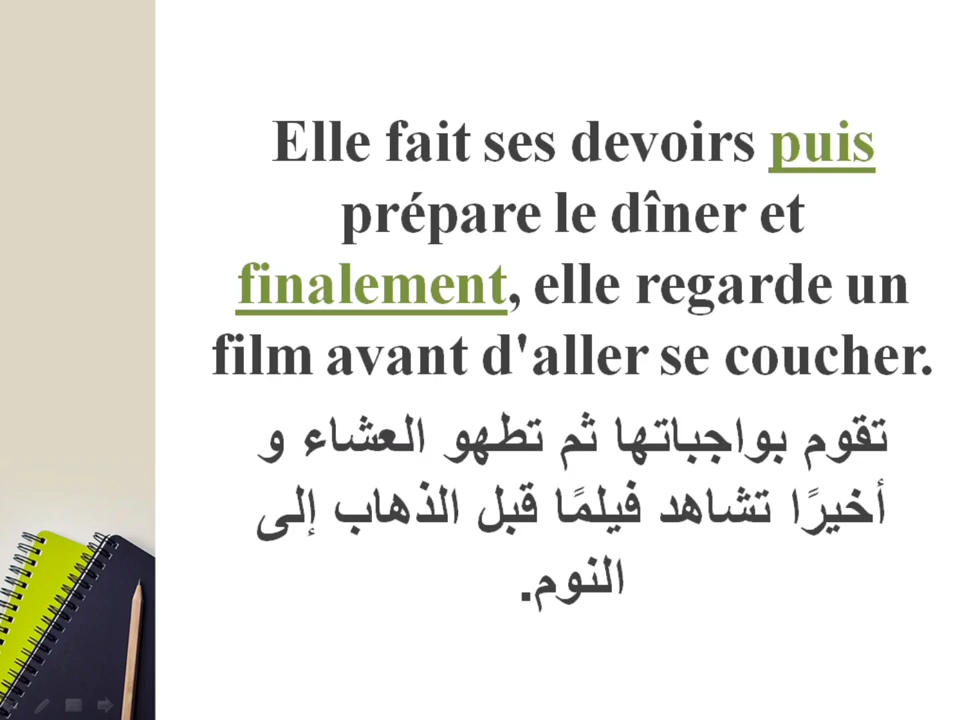 Elle fait ses devoirs puis
prépare le dîner et
finalement, elle regarde un
film avant d'aller se coucher.
تقوم بواجباتها ثم تطهو العشاء و
أخيرًا تشاهد فيلمًا قبل الذهاب إلى
النوم.